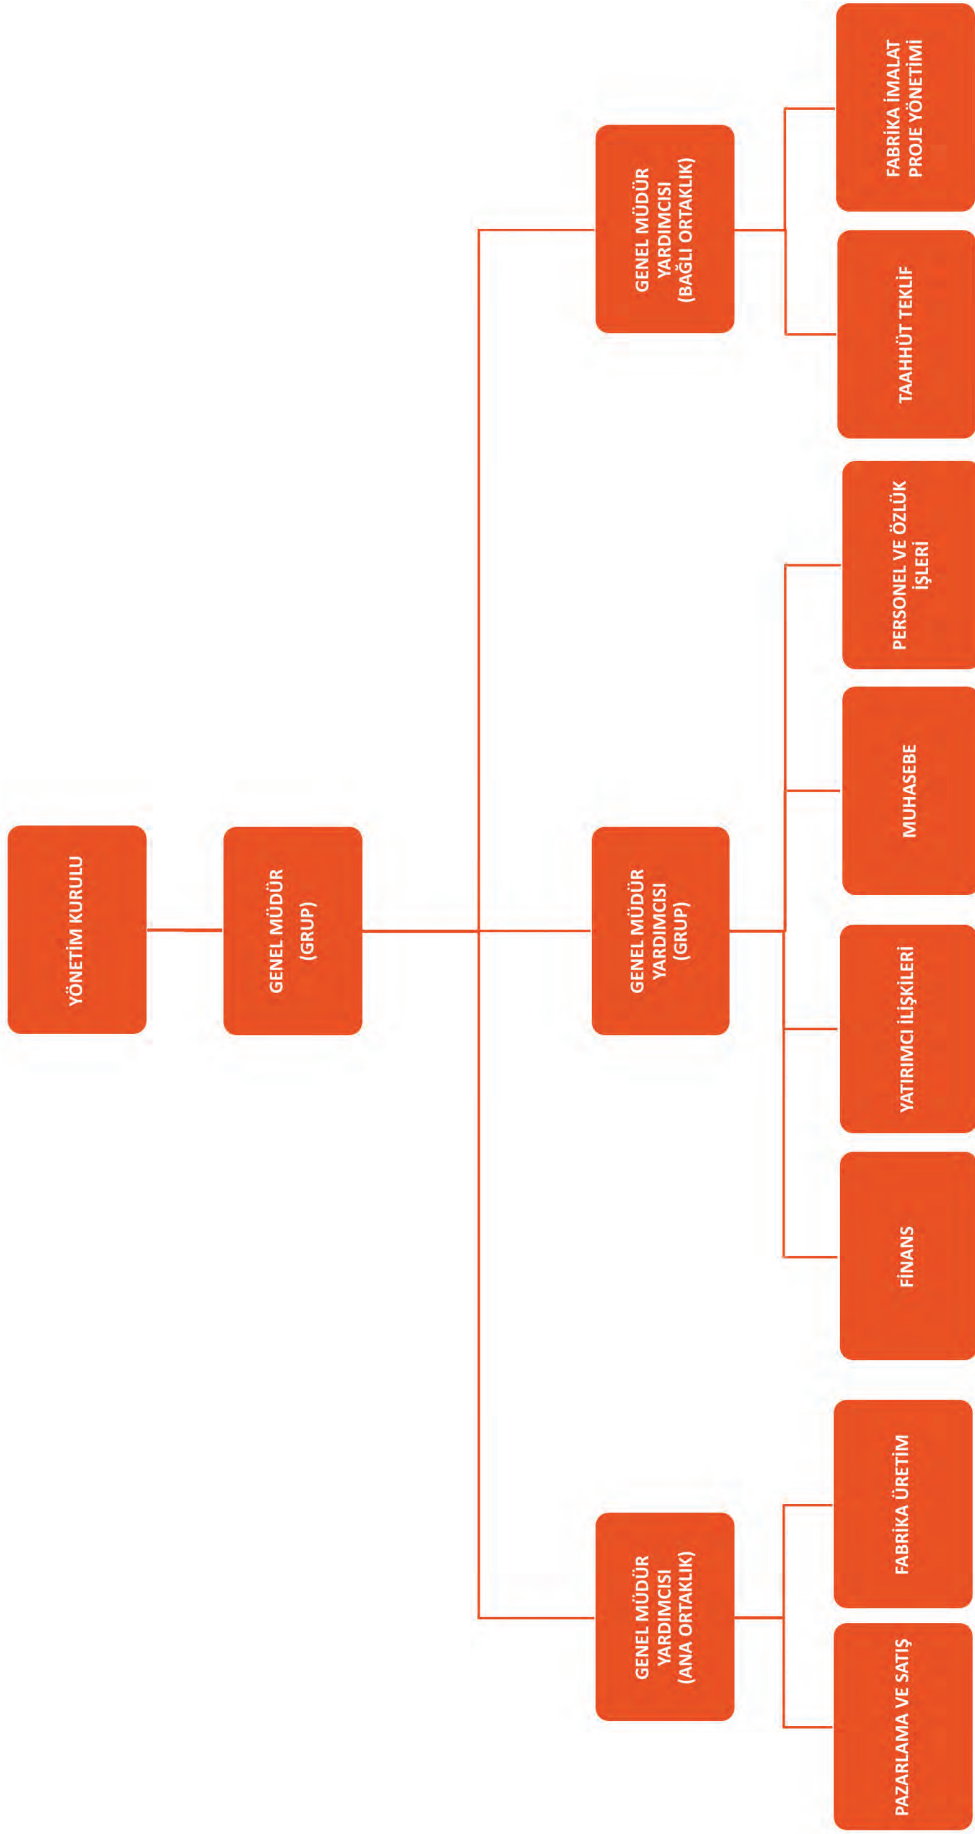 YÖNETİM KURULU
GENEL MÜDÜR
(GRUP)
GENEL MÜDÜR
YARDIMCISI
(ANA ORTAKLIK)
GENEL MÜDÜR
YARDIMCISI
(GRUP)
GENEL MÜDÜR
YARDIMCISI
(BAĞLI ORTAKLIK)
PAZARLAMA VE SATIŞ
FABRİKA ÜRETİM
FİNANS
YATIRIMCI İLİŞKİLERİ
MUHASEBE
PERSONEL VE ÖZLÜK
İŞLERİ
TAAHHÜT TEKLİF
FABRİKA İMALAT
PROJE YÖNETİMİ